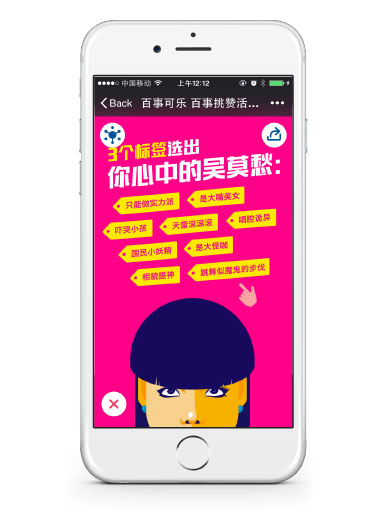 中国移动 上午12:12
Back 百事可乐 百事挑赞活...
3个标签选出
你心中的吴莫愁:
只能做实力派 是大嘴美女
吓哭小孩 天雷滚滚滚 唱腔诡异
国民小妖精 是大怪咖
相貌提神 跳舞似魔鬼的步伐